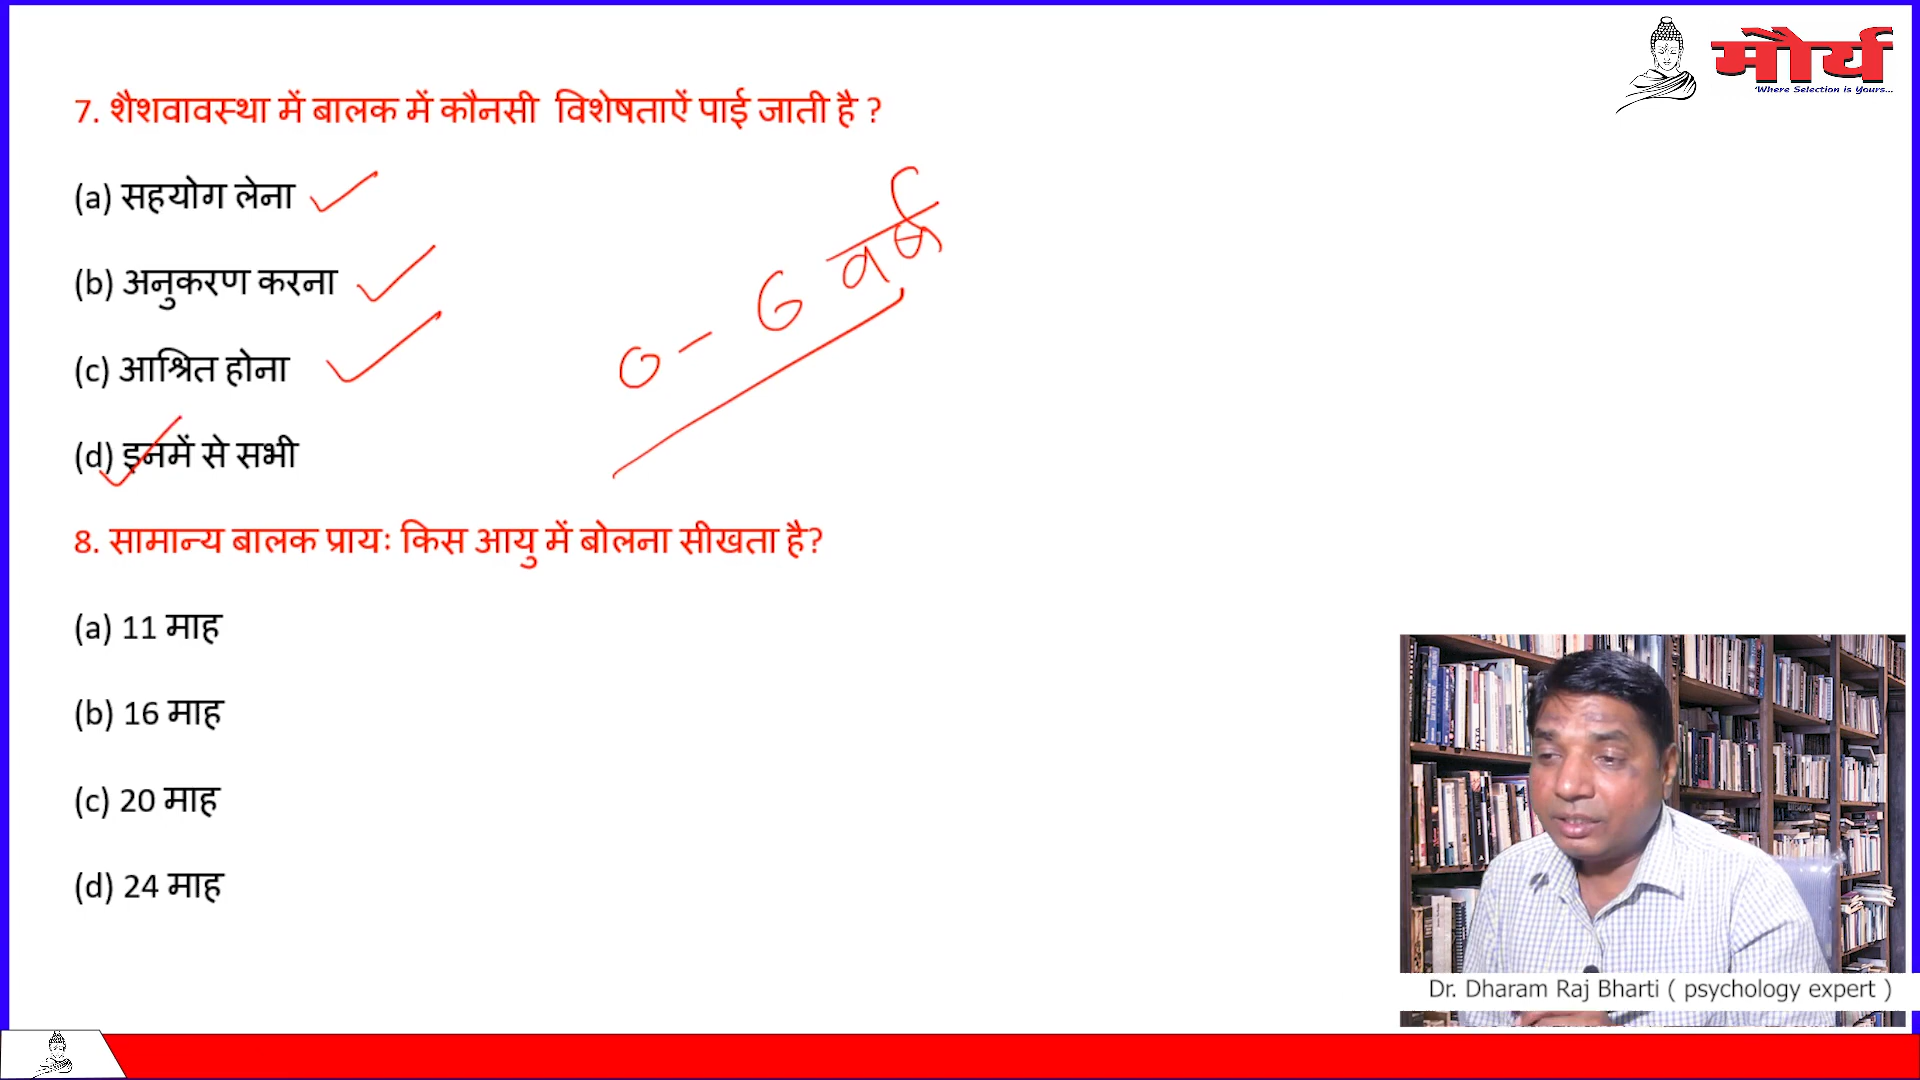 मौर्य
'Where Selection is Yours...
7. शैशवावस्था में बालक में कौनसी विशेषताऐं पाई जाती है ?
(a) सहयोग लेना
(b) अनुकरण करना
(c) आश्रित होना
(d) इनमें से सभी
0 - 6 वर्ष
8. सामान्य बालक प्रायः किस आयु में बोलना सीखता है?
(a) 11 माह
(b) 16 माह
(c) 20 माह
(d) 24 माह
Dr. Dharam Raj Bharti ( psychology expert )